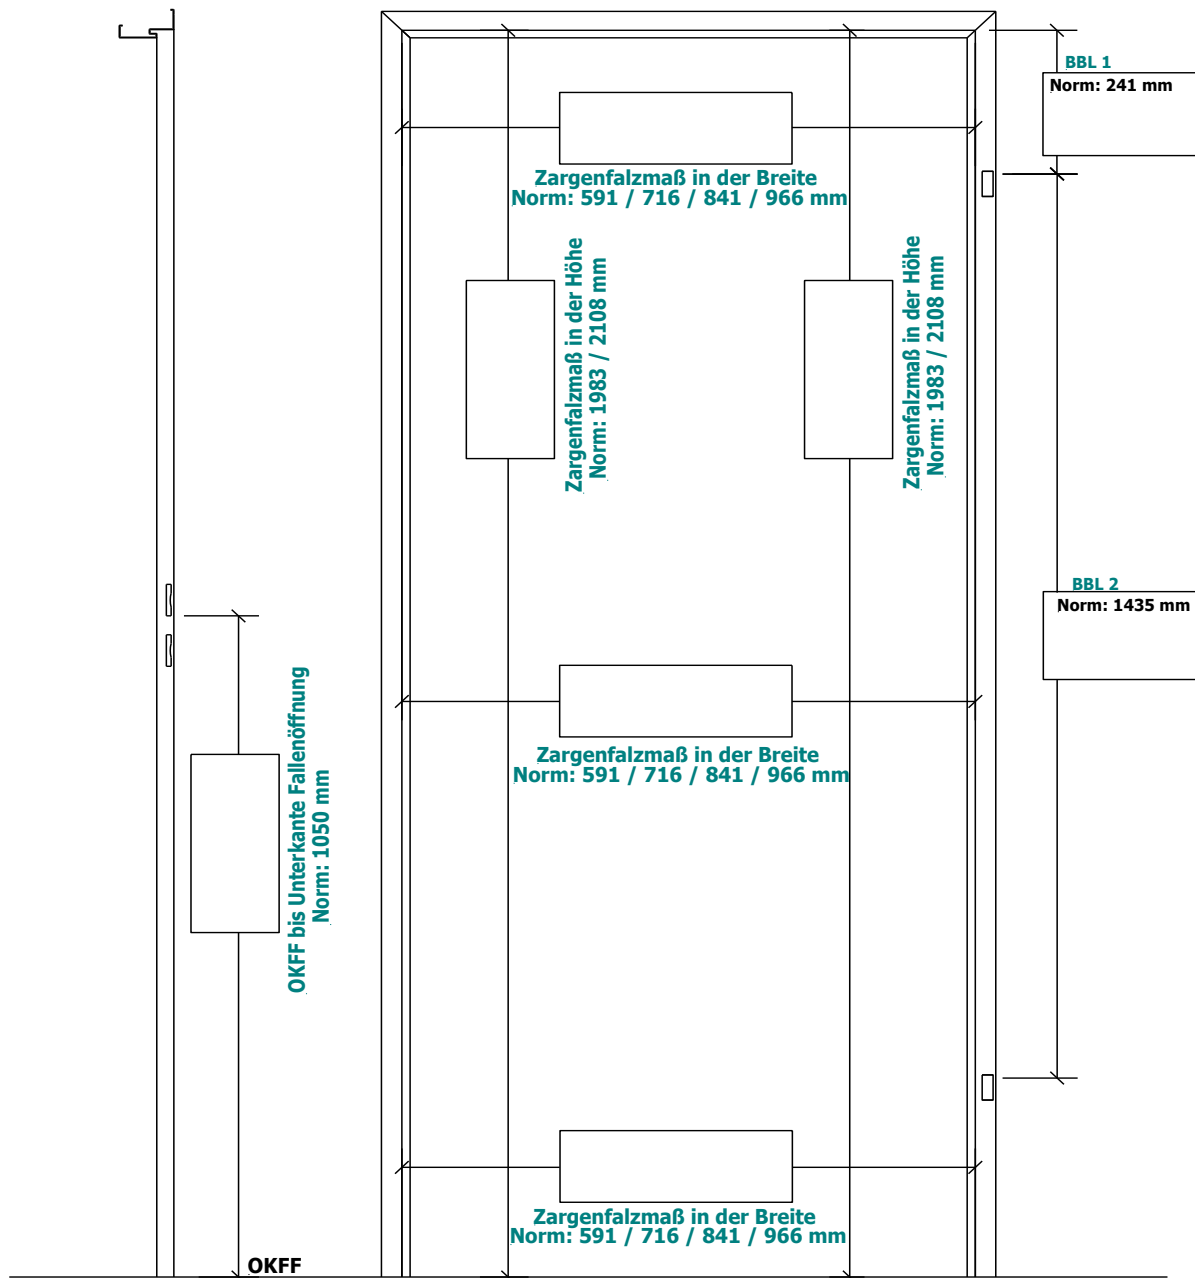 BBL 1
Norm: 241 mm
Zargenfalzmaß in der Breite
Norm: 591 / 716 / 841 / 966 mm
Zargenfalzmaß in der Höhe
Norm: 1983 / 2108 mm
Zargenfalzmaß in der Höhe
Norm: 1983 / 2108 mm
BBL 2
Norm: 1435 mm
OKFF bis Unterkante Fallenöffnung
Norm: 1050 mm
Zargenfalzmaß in der Breite
Norm: 591 / 716 / 841 / 966 mm
Zargenfalzmaß in der Breite
Norm: 591 / 716 / 841 / 966 mm
OKFF